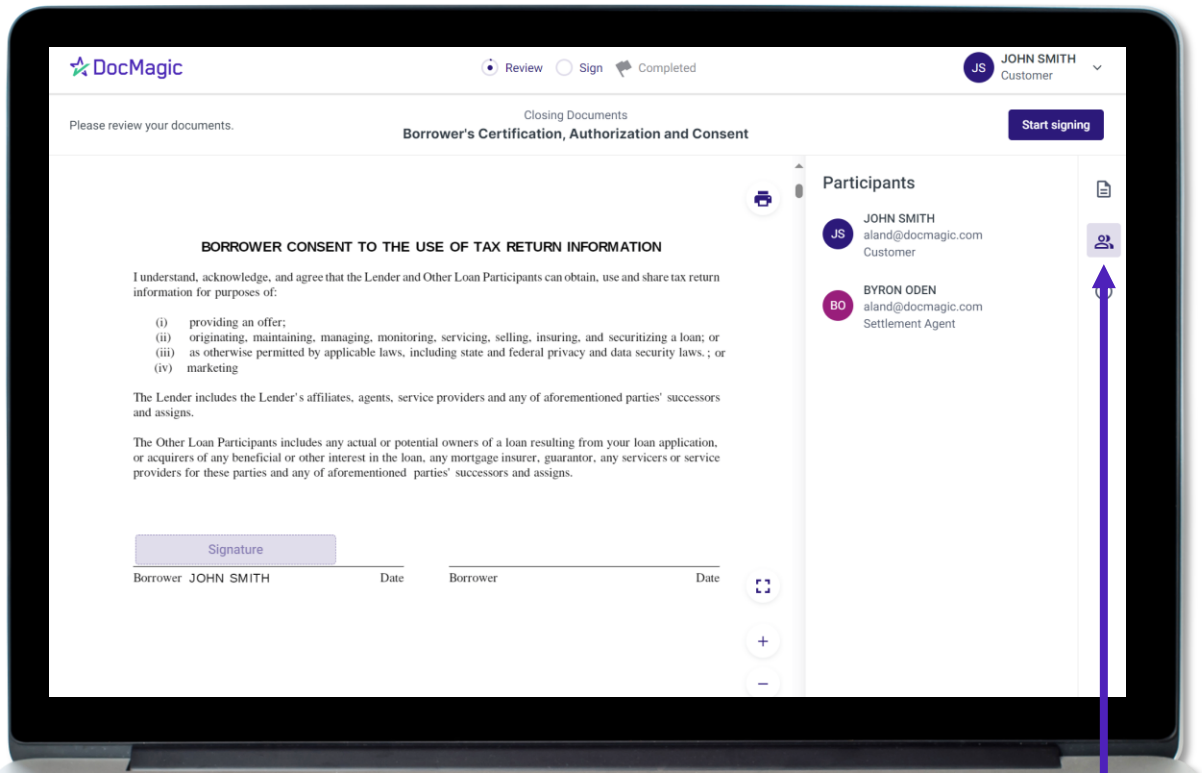 DocMagic
Review Sign Completed
JS
JOHN SMITH
Customer
Please review your documents.
Closing Documents
Borrower's Certification, Authorization and Consent
Start signing
BORROWER CONSENT TO THE USE OF TAX RETURN INFORMATION
I understand, acknowledge, and agree that the Lender and Other Loan Participants can obtain, use and share tax return
information for purposes of:
(i) providing an offer;
(ii) originating, maintaining, managing, monitoring, servicing, selling, insuring, and securitizing a loan; or
(iii) as otherwise permitted by applicable laws, including state and federal privacy and data security laws. ; or
(iv) marketing
The Lender includes the Lender's affiliates, agents, service providers and any of aforementioned parties' successors
and assigns.
The Other Loan Participants includes any actual or potential owners of a loan resulting from your loan application,
or acquirers of any beneficial or other interest in the loan, any mortgage insurer, guarantor, any servicers or service
providers for these parties and any of aforementioned parties' successors and assigns.
Signature
Borrower JOHN SMITH Date Borrower Date
Participants
JS
JOHN SMITH
aland@docmagic.com
Customer
BO
BYRON ODEN
aland@docmagic.com
Settlement Agent